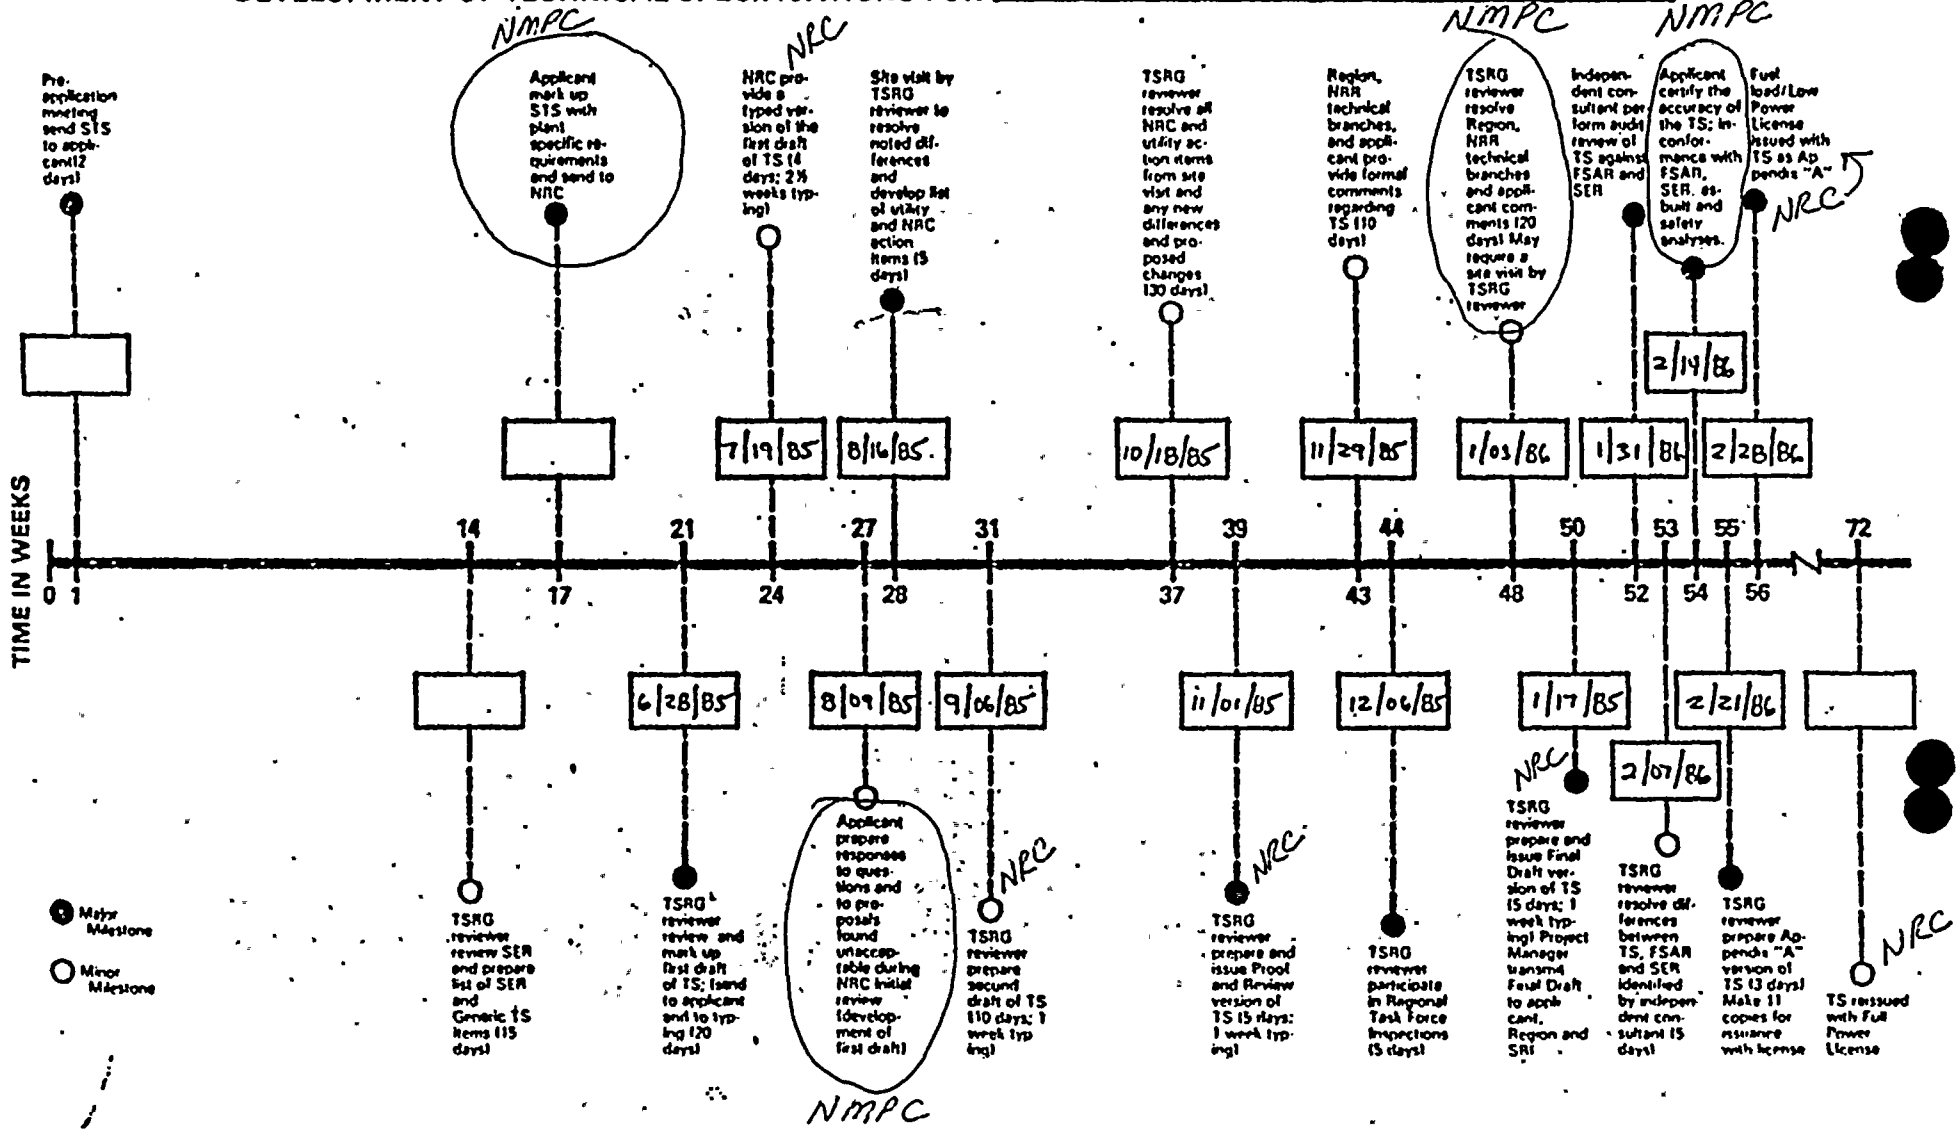 NMPC
NRC
NMPC
NMPC
Pre-
application
meeting
send STS
to appli-
cant(2
days)
Applicant
mark up
STS with
plant
specific re-
quirements
and send to
NRC
NRC pro-
vide a
typed ver-
sion of the
first draft
of TS (4
days; 2½
weeks typ-
ing)
Site visit by
TSRG
reviewer to
resolve
noted dif-
ferences
and
develop list
of utility
and NRC
action
items (5
days)
TSRG
reviewer
resolve all
NRC and
utility ac-
tion items
from site
visit and
any new
differences
and pro-
posed
changes
(30 days)
Region,
NRR
technical
branches,
and appli-
cant pro-
vide formal
comments
regarding
TS (10
days)
TSRG
reviewer
resolve
Region,
NRR
technical
branches
and appli-
cant com-
ments (20
days) May
require a
site visit by
TSRG
reviewer
Indepen-
dent con-
sultant per-
form audit
review of
TS against
FSAR and
SER
Applicant
certify the
accuracy of
the TS; in-
confor-
mance with
FSAR,
SER, as-
built and
safety
analyses.
Fuel
load/Low
Power
License
issued with
TS as Ap
pendix "A"
NRC
2/14/86
7/19/85
8/16/85.
10/18/85
11/29/85
1/03/86
1/31/86
2/28/86
TIME IN WEEKS
14 21 27 31 39 44 50 53 55 72
0 1 17 24 28 37 43 48 52 54 56
6/28/85
8/09/85
9/06/85
11/01/85
12/06/85
1/17/85
2/21/86
2/07/86
NRC
NRC
NRC
NRC
Major
Milestone
Minor
Milestone
TSRG
reviewer
review SER
and prepare
list of SER
and
Generic TS
items (15
days)
TSRG
reviewer
review and
mark up
first draft
of TS; (send
to applicant
and to typ-
ing (20
days)
Applicant
prepare
responses
to ques-
tions and
to pro-
posals
found
unaccep-
table during
NRC initial
review
(develop-
ment of
first draft)
NMPC
TSRG
reviewer
prepare
second
draft of TS
(10 days; 1
week typ
ing)
TSRG
reviewer
prepare and
issue Proof
and Review
version of
TS (5 days;
1 week typ-
ing)
TSRG
reviewer
participate
in Regional
Task Force
Inspections
(5 days)
TSRG
reviewer
prepare and
issue Final
Draft ver-
sion of TS
(5 days; 1
week typ-
ing) Project
Manager
transmit
Final Draft
to appli
cant,
Region and
SRI
TSRG
reviewer
resolve dif-
ferences
between
TS, FSAR
and SER
identified
by indepen-
dent con-
sultant (5
days)
TSRG
reviewer
prepare Ap-
pendix "A"
version of
TS (3 days)
Make 11
copies for
issuance
with license
TS reissued
with Full
Power
License